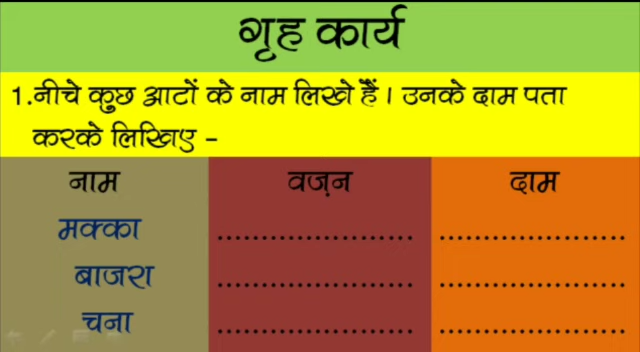 गृह कार्य
1.नीचे कुछ आटों के नाम लिखे हैं । उनके दाम पता
करके लिखिए -
नाम वज़न दाम
मक्का .................... ...................
बाजरा .................... ...................
चना .................... ...................